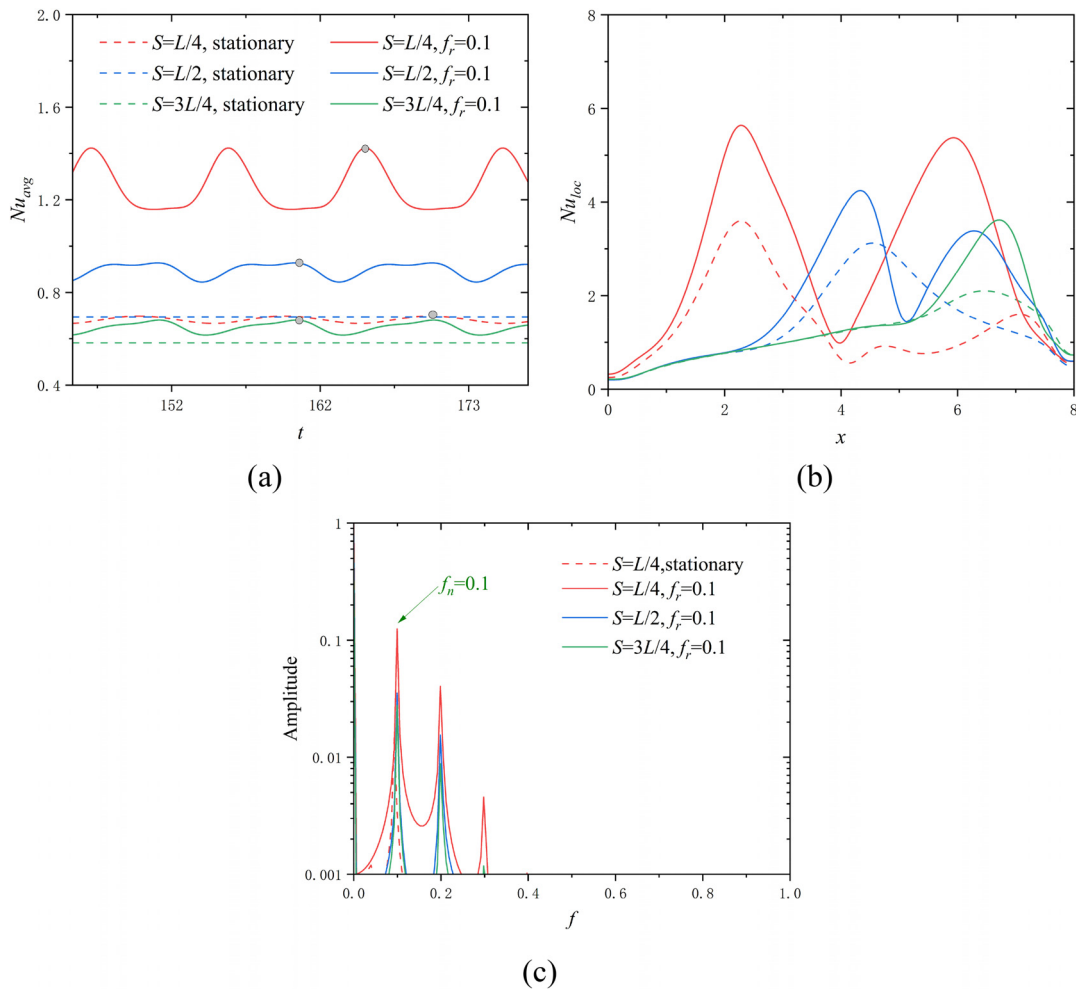 2.0
1.6
1.2
0.8
0.4
Nu_avg
S=L/4, stationary
S=L/2, stationary
S=3L/4, stationary
S=L/4, f_r=0.1
S=L/2, f_r=0.1
S=3L/4, f_r=0.1
152 162 173
t
(a)
8
6
4
2
0
Nu_loc
0 2 4 6 8
x
(b)
1
0.1
0.01
0.001
Amplitude
f_n=0.1
S=L/4,stationary
S=L/4, f_r=0.1
S=L/2, f_r=0.1
S=3L/4, f_r=0.1
0.0 0.2 0.4 0.6 0.8 1.0
f
(c)